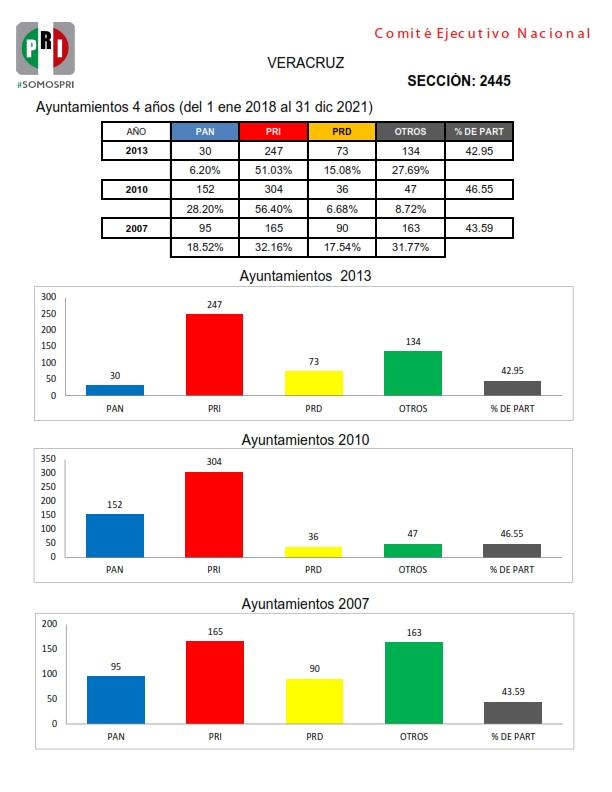 Comité Ejecutivo Nacional
PRI
#SOMOSPRI
VERACRUZ
SECCIÓN: 2445
Ayuntamientos 4 años (del 1 ene 2018 al 31 dic 2021)
AÑO PAN PRI PRD OTROS % DE PART
2013 30 247 73 134 42.95
6.20% 51.03% 15.08% 27.69%
2010 152 304 36 47 46.55
28.20% 56.40% 6.68% 8.72%
2007 95 165 90 163 43.59
18.52% 32.16% 17.54% 31.77%
Ayuntamientos 2013
300
250
200
150
100
50
0
30 247 73 134 42.95
PAN PRI PRD OTROS % DE PART
Ayuntamientos 2010
350
300
250
200
150
100
50
0
152 304 36 47 46.55
PAN PRI PRD OTROS % DE PART
Ayuntamientos 2007
200
150
100
50
0
95 165 90 163 43.59
PAN PRI PRD OTROS % DE PART